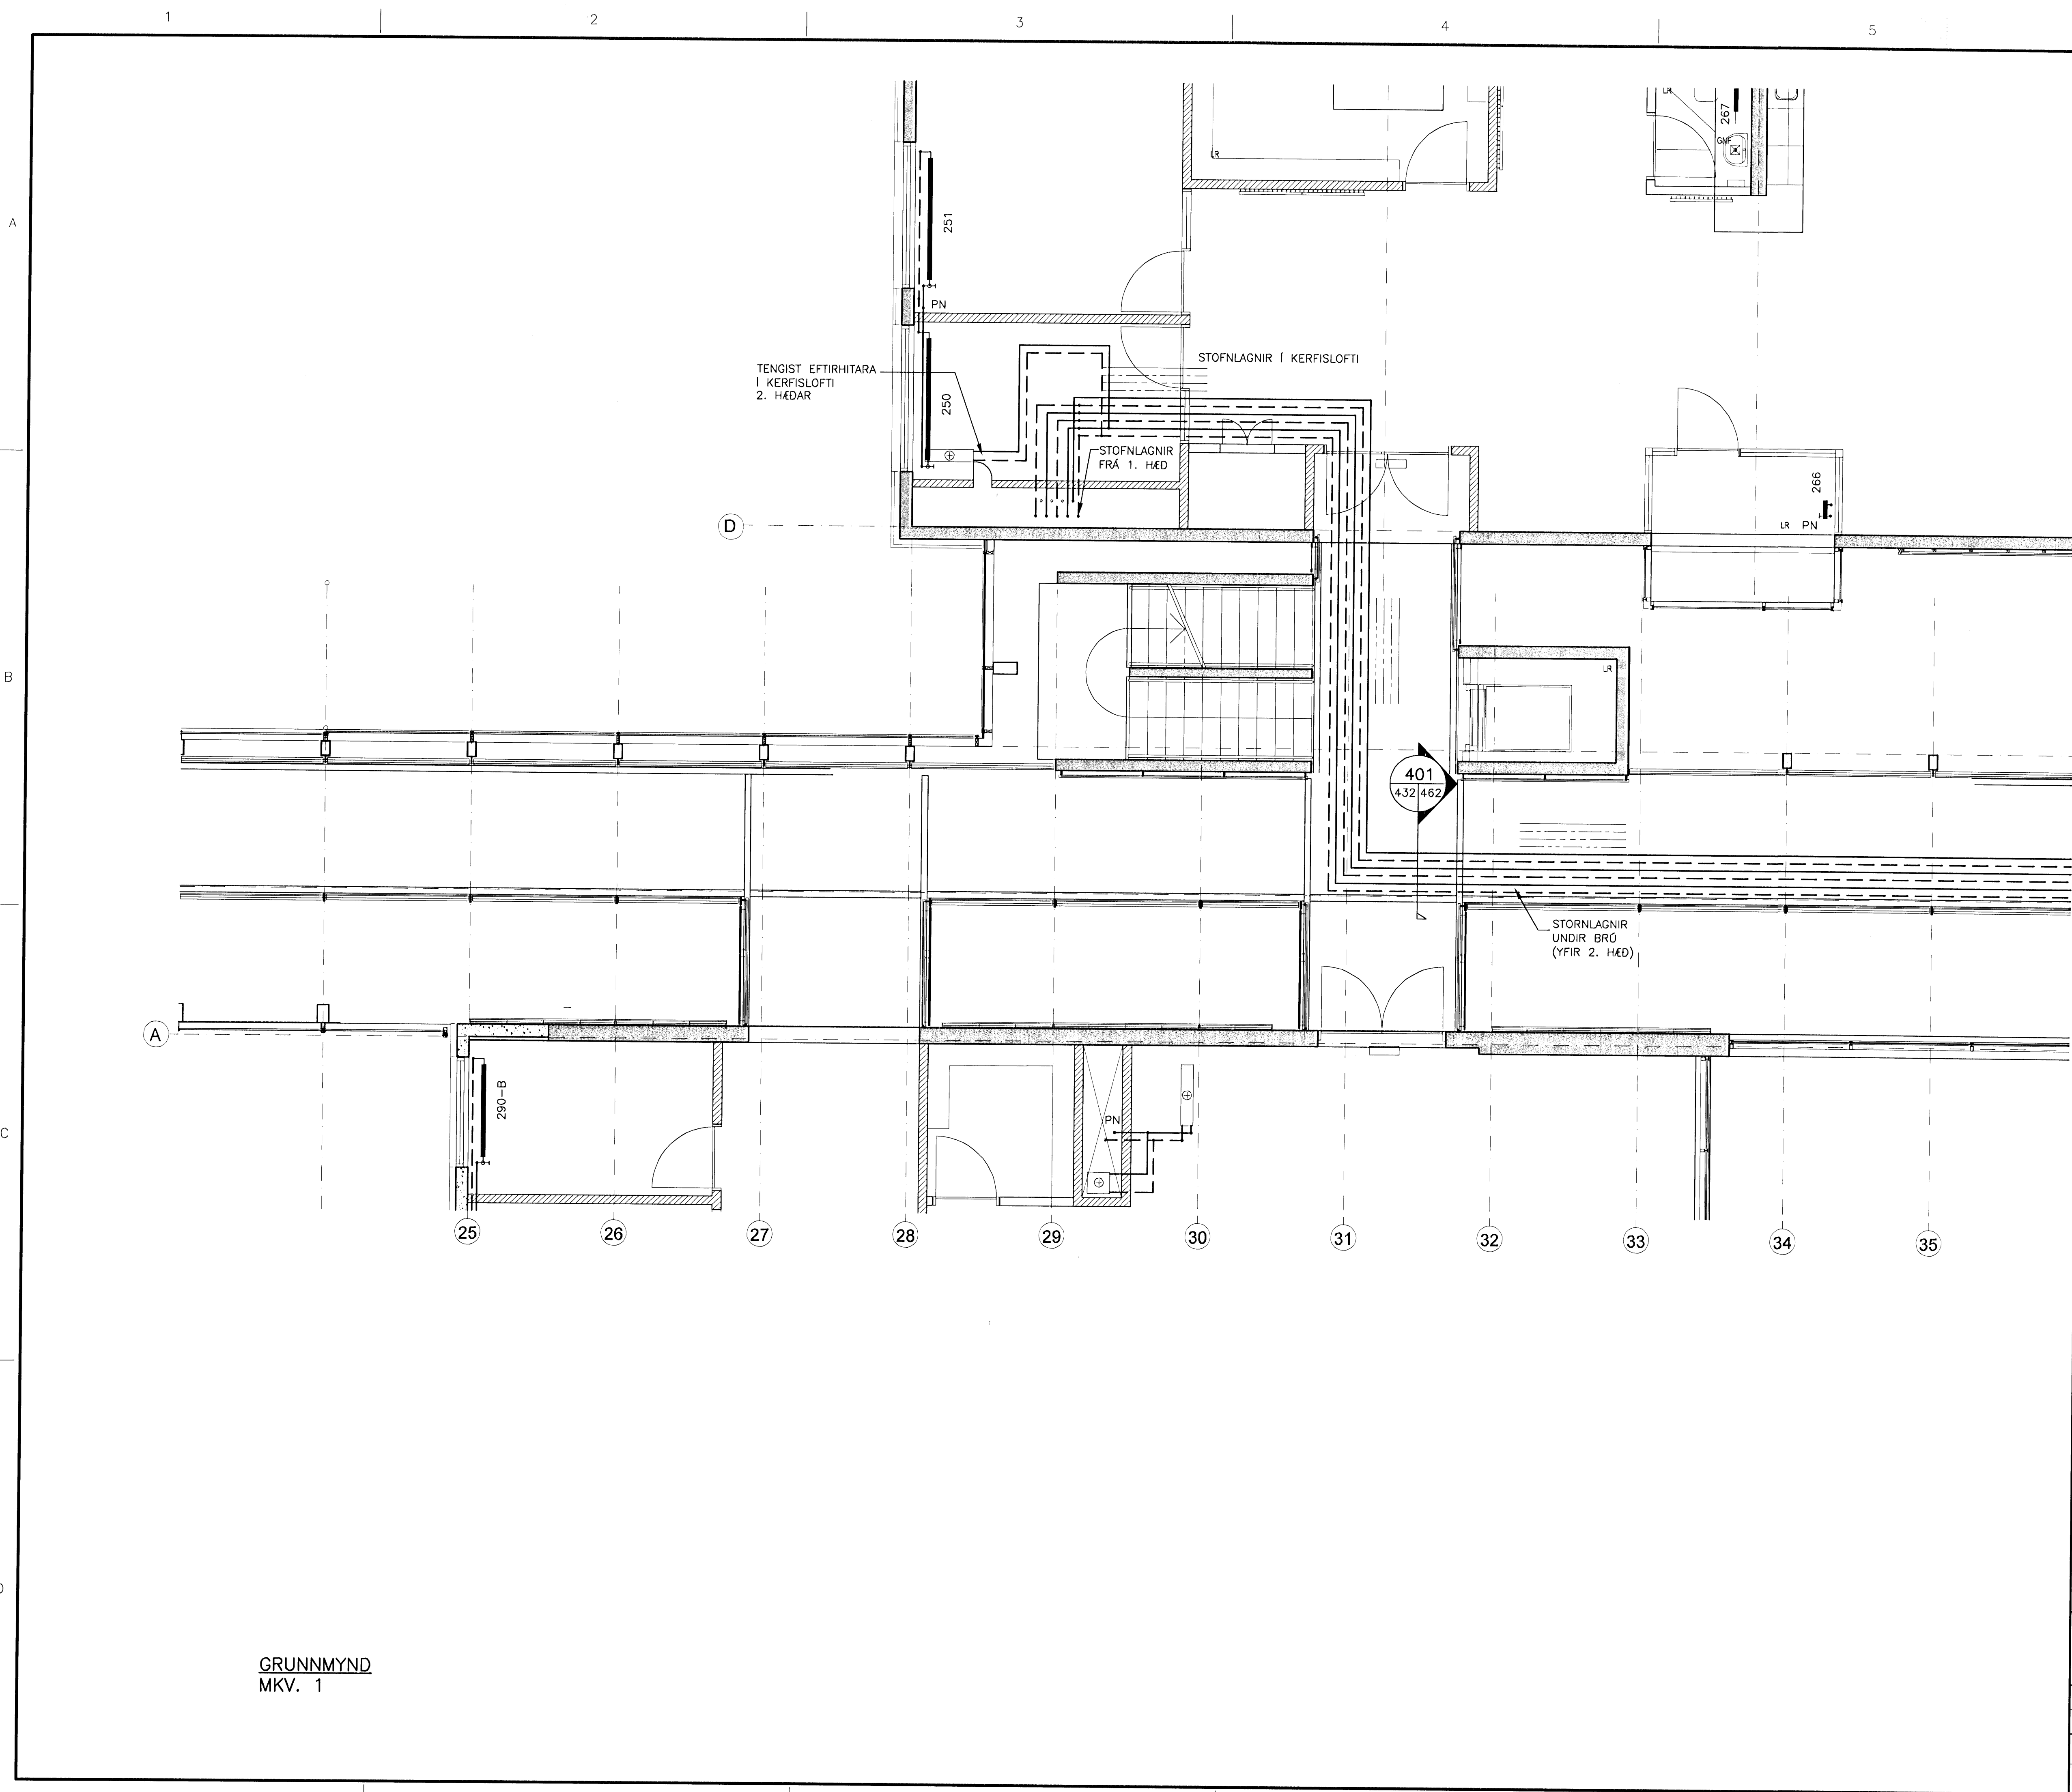 1
2
3
4
5
A
B
C
LR
LR
267
GNF
251
PN
TENGIST EFTIRHITARA
Í KERFISLOFTI
2. HÆÐAR
250
STOFNLAGNIR Í KERFISLOFTI
STOFNLAGNIR
FRÁ 1. HÆÐ
266
LR PN
D
LR
401
432 462
STORNLAGNIR
UNDIR BRÚ
(YFIR 2. HÆÐ)
A
290-B
PN
25
26
27
28
29
30
31
32
33
34
35
GRUNNMYND
MKV. 1